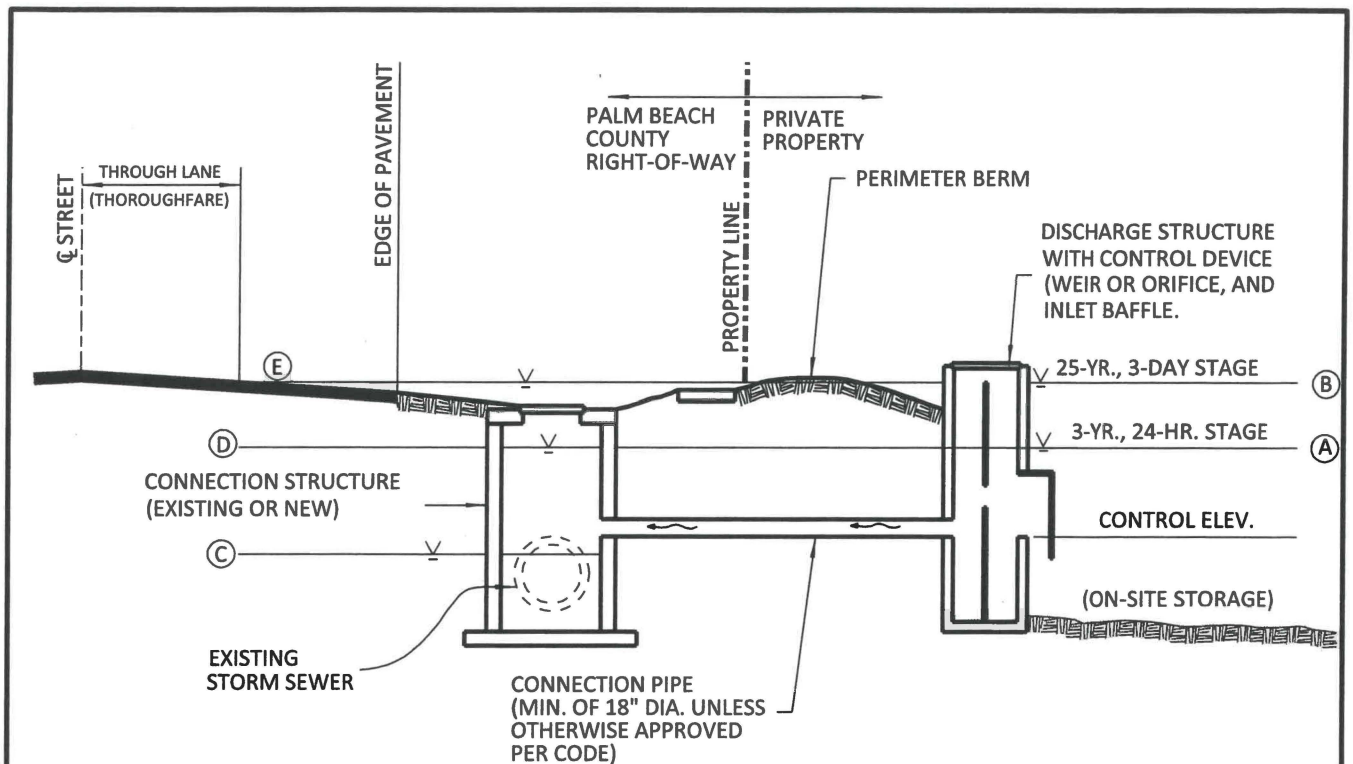 ℄ STREET
THROUGH LANE
(THOROUGHFARE)
EDGE OF PAVEMENT
PALM BEACH
COUNTY
RIGHT-OF-WAY
PRIVATE
PROPERTY
PROPERTY LINE
PERIMETER BERM
DISCHARGE STRUCTURE
WITH CONTROL DEVICE
(WEIR OR ORIFICE, AND
INLET BAFFLE.
E
25-YR., 3-DAY STAGE
B
D
3-YR., 24-HR. STAGE
A
CONNECTION STRUCTURE
(EXISTING OR NEW)
CONTROL ELEV.
C
(ON-SITE STORAGE)
EXISTING
STORM SEWER
CONNECTION PIPE
(MIN. OF 18" DIA. UNLESS
OTHERWISE APPROVED
PER CODE)